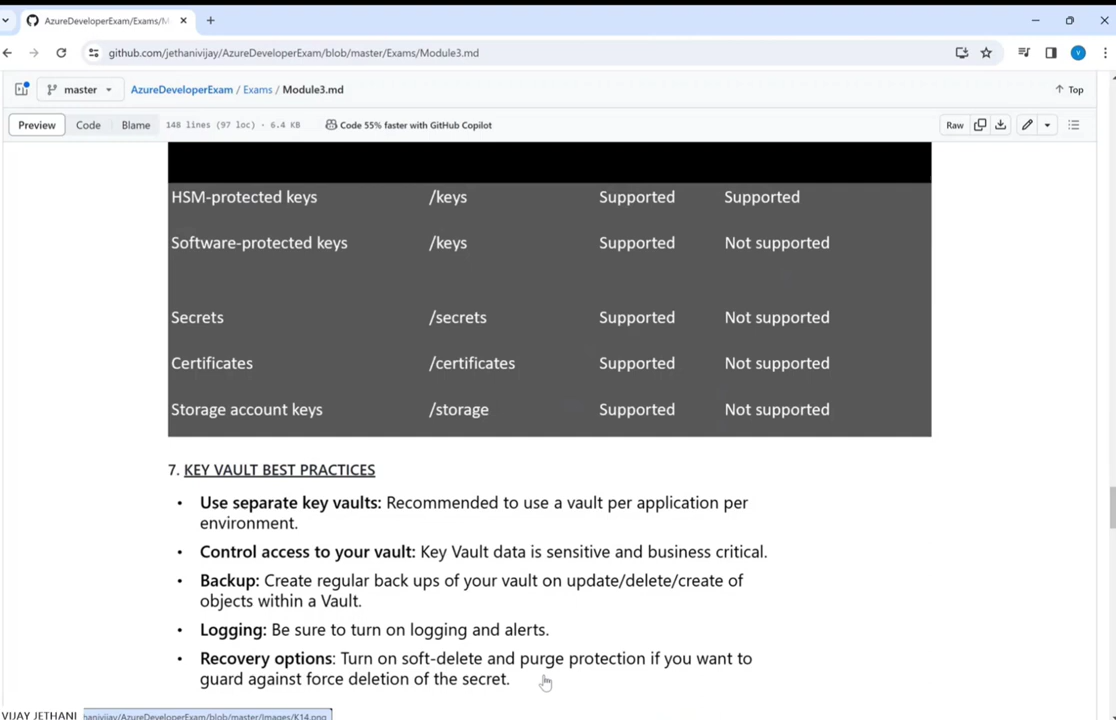 AzureDeveloperExam/Exams/M
github.com/jethanivijay/AzureDeveloperExam/blob/master/Exams/Module3.md
V
master
AzureDeveloperExam / Exams / Module3.md
Top
Preview
Code
Blame
148 lines (97 loc) · 6.4 KB
Code 55% faster with GitHub Copilot
Raw
HSM-protected keys /keys Supported Supported
Software-protected keys /keys Supported Not supported
Secrets /secrets Supported Not supported
Certificates /certificates Supported Not supported
Storage account keys /storage Supported Not supported
7. KEY VAULT BEST PRACTICES
• Use separate key vaults: Recommended to use a vault per application per
environment.
• Control access to your vault: Key Vault data is sensitive and business critical.
• Backup: Create regular back ups of your vault on update/delete/create of
objects within a Vault.
• Logging: Be sure to turn on logging and alerts.
• Recovery options: Turn on soft-delete and purge protection if you want to
guard against force deletion of the secret.
VIJAY JETHANI
hanivijay/AzureDeveloperExam/blob/master/Images/K14.png